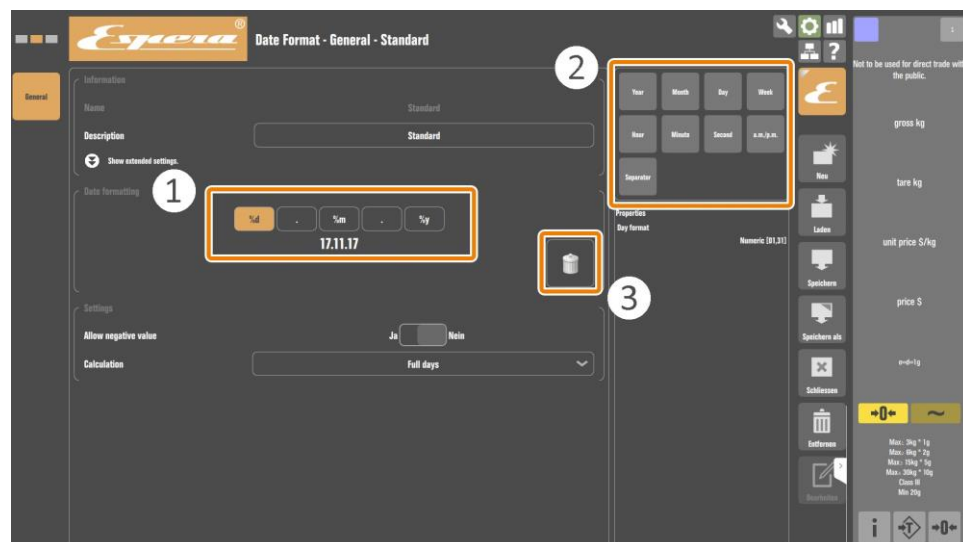 Espera®
Date Format - General - Standard
General
Information
Name
Standard
Description
Standard
Show extended settings.
Date formatting
1
%d . %m . %y
17.11.17
3
Settings
Allow negative value
Ja
Nein
Calculation
Full days
2
Year Month Day Week
Hour Minute Second a.m./p.m.
Separator
Properties
Day format
Numeric [01,31]
?
E
Neu
Laden
Speichern
Speichern als
Schliessen
Entfernen
Bearbeiten
1
Not to be used for direct trade with
the public.
gross kg
tare kg
unit price $/kg
price $
e=d=1g
→0←
~
Max.: 3kg * 1g
Max.: 6kg * 2g
Max.: 15kg * 5g
Max.: 30kg * 10g
Class III
Min 20g
i
→T←
→0←